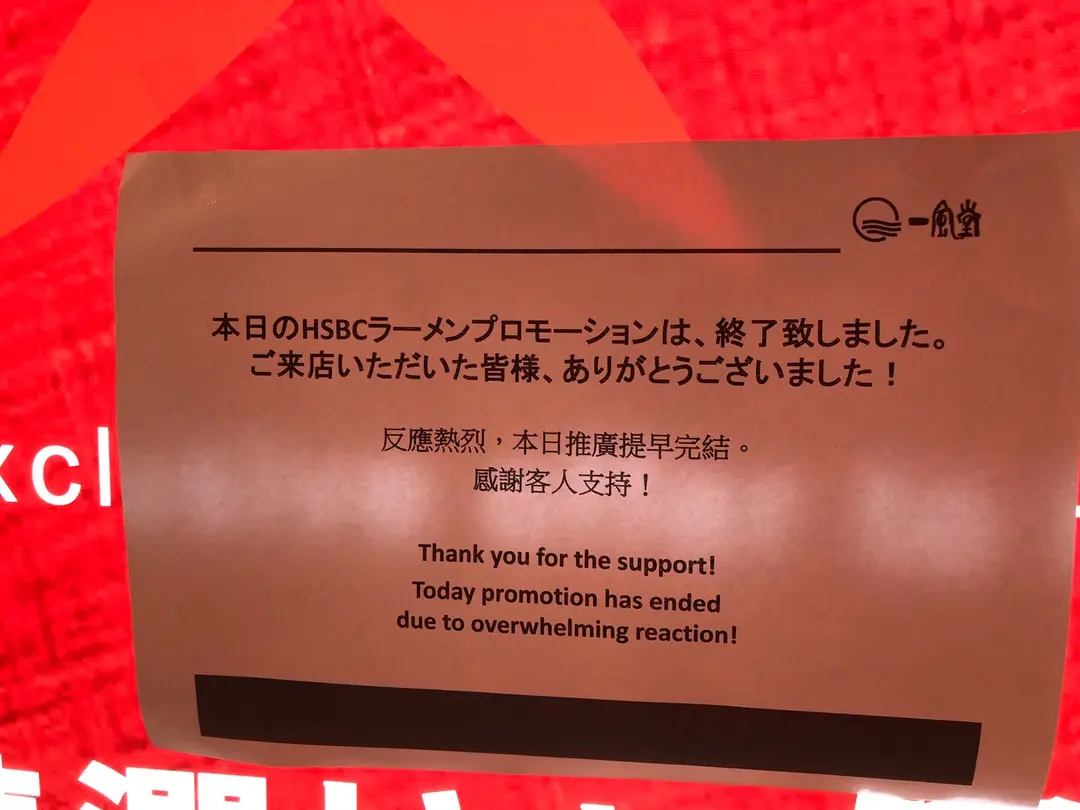 一風堂
本日のHSBCラーメンプロモーションは、終了致しました。
ご来店いただいた皆様、ありがとうございました！
反應熱烈，本日推廣提早完結。
感謝客人支持！
xcl
Thank you for the support!
Today promotion has ended
due to overwhelming reaction!